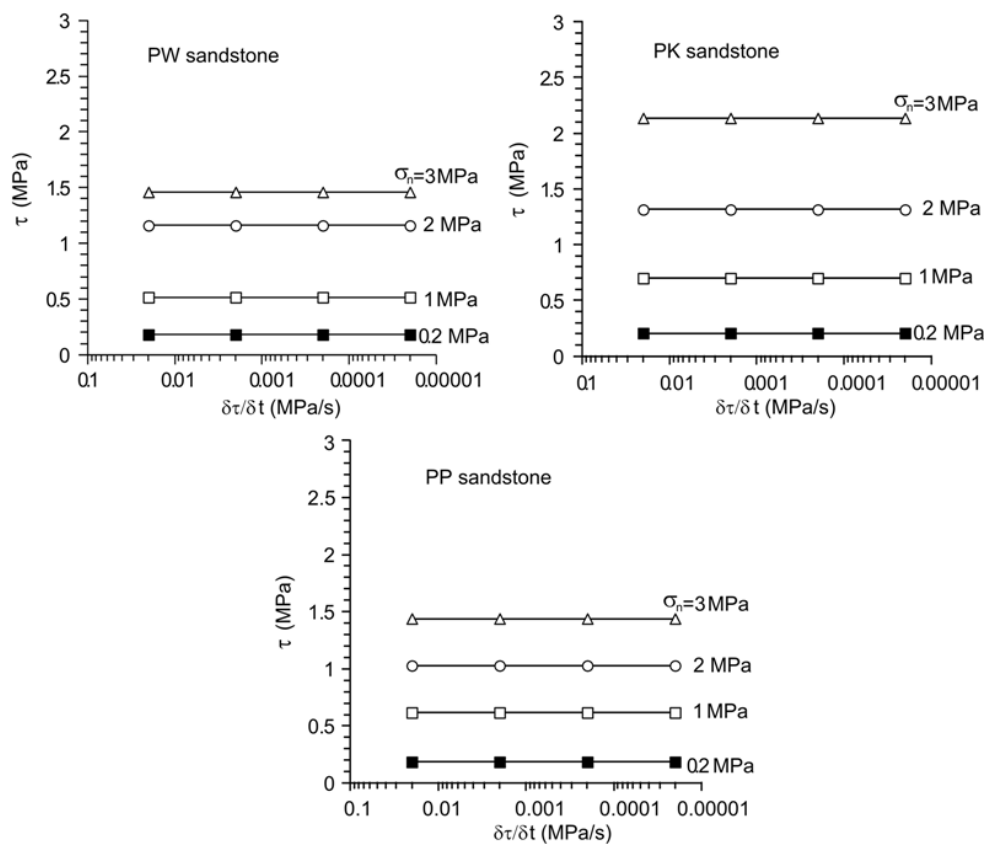 3
2.5
2
1.5
1
0.5
0
τ (MPa)
PW sandstone
σn=3MPa
2 MPa
1MPa
0.2 MPa
0.1 0.01 0.0001 0.00001 0.00001
δτ/δt (MPa/s)
3
2.5
2
1.5
1
0.5
0
τ (MPa)
PK sandstone
σn=3MPa
2 MPa
1MPa
0.2 MPa
0.1 0.01 0.0001 0.0001 0.00001
δτ/δt (MPa/s)
3
2.5
2
1.5
1
0.5
0
τ (MPa)
PP sandstone
σn=3MPa
2 MPa
1MPa
0.2 MPa
0.1 0.01 0.001 0.0001 0.00001
δτ/δt (MPa/s)